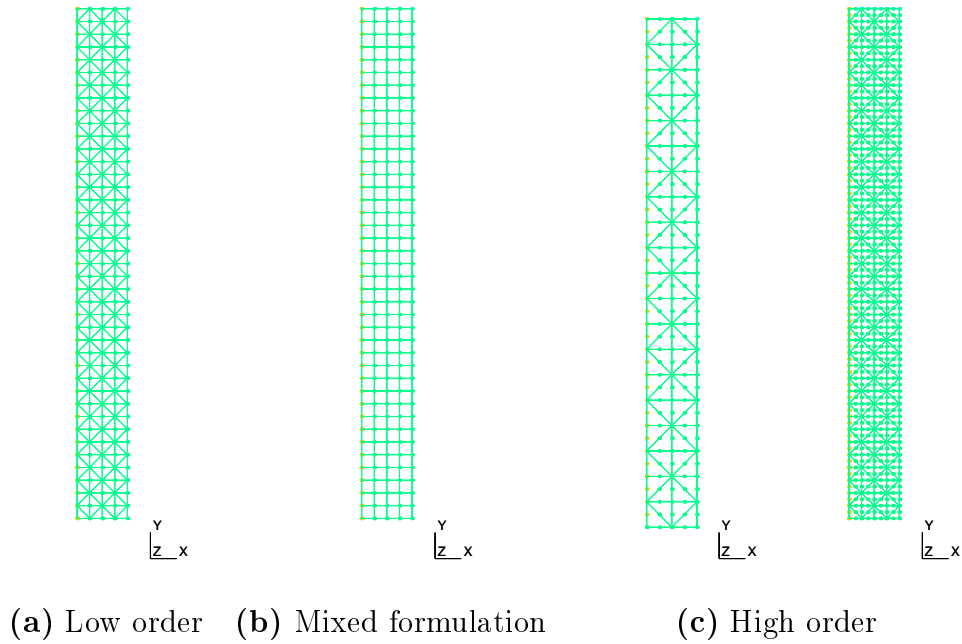 Y Y Y Y
Z X Z X Z X Z X
(a) Low order (b) Mixed formulation (c) High order